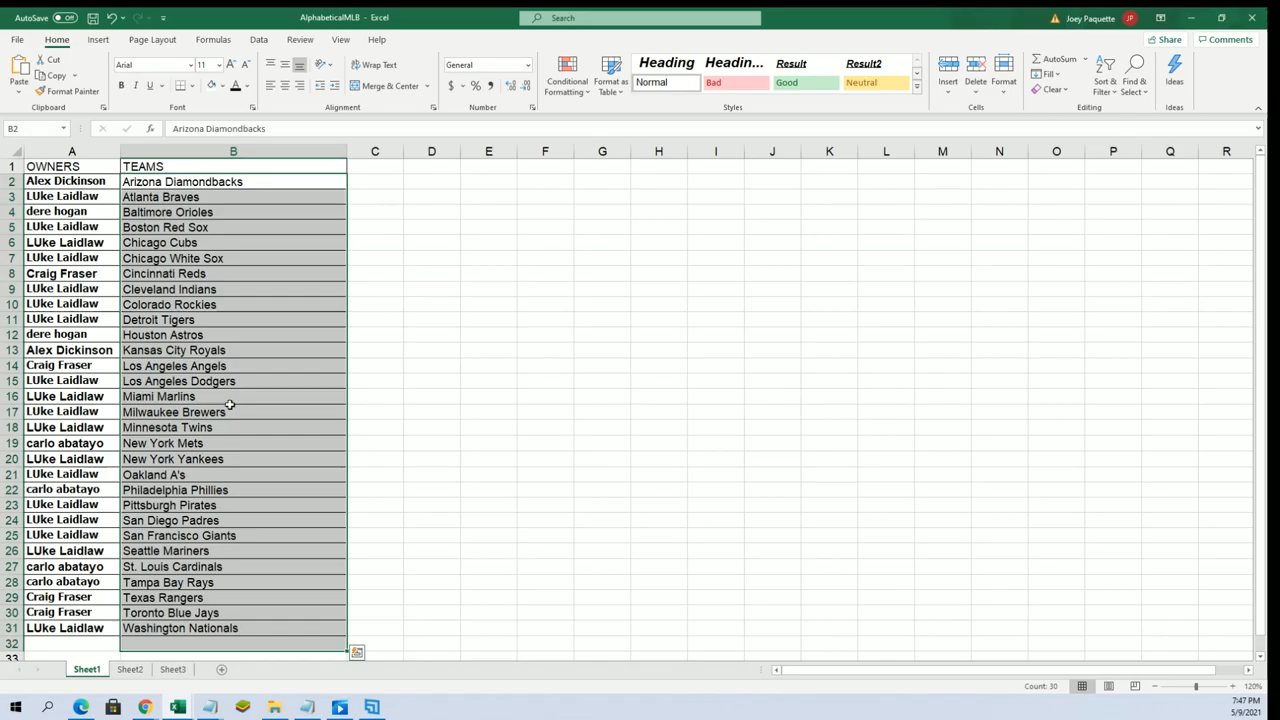 AutoSave Off AlphabeticalMLB - Excel Search Joey Paquette JP
File Home Insert Page Layout Formulas Data Review View Help Share Comments
Paste Cut Copy Format Painter Clipboard
Arial 11 B I U A Font
Wrap Text Merge & Center Alignment
General $ % Number
Conditional Formatting Format as Table
Heading Headin... Result Result2
Normal Bad Good Neutral Styles
Insert Delete Format Cells
AutoSum Fill Clear Sort & Filter Find & Select Editing
Ideas Ideas
B2 fx Arizona Diamondbacks
A B C D E F G H I J K L M N O P Q R
1 OWNERS TEAMS
2 Alex Dickinson Arizona Diamondbacks
3 LUke Laidlaw Atlanta Braves
4 dere hogan Baltimore Orioles
5 LUke Laidlaw Boston Red Sox
6 LUke Laidlaw Chicago Cubs
7 LUke Laidlaw Chicago White Sox
8 Craig Fraser Cincinnati Reds
9 LUke Laidlaw Cleveland Indians
10 LUke Laidlaw Colorado Rockies
11 LUke Laidlaw Detroit Tigers
12 dere hogan Houston Astros
13 Alex Dickinson Kansas City Royals
14 Craig Fraser Los Angeles Angels
15 LUke Laidlaw Los Angeles Dodgers
16 LUke Laidlaw Miami Marlins
17 LUke Laidlaw Milwaukee Brewers
18 LUke Laidlaw Minnesota Twins
19 carlo abatayo New York Mets
20 LUke Laidlaw New York Yankees
21 LUke Laidlaw Oakland A's
22 carlo abatayo Philadelphia Phillies
23 LUke Laidlaw Pittsburgh Pirates
24 LUke Laidlaw San Diego Padres
25 LUke Laidlaw San Francisco Giants
26 LUke Laidlaw Seattle Mariners
27 carlo abatayo St. Louis Cardinals
28 carlo abatayo Tampa Bay Rays
29 Craig Fraser Texas Rangers
30 Craig Fraser Toronto Blue Jays
31 LUke Laidlaw Washington Nationals
32
33
Sheet1 Sheet2 Sheet3
Count: 30 120%
7:47 PM
5/9/2021